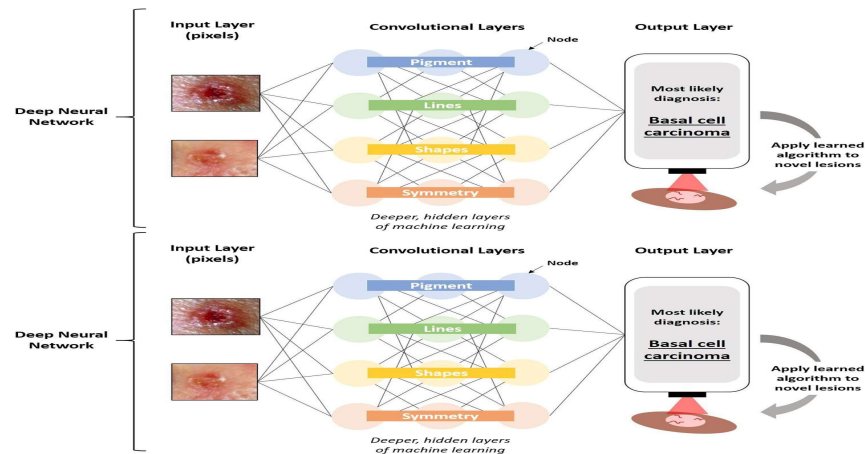 Input Layer
(pixels)
Convolutional Layers
Output Layer
Node
Deep Neural
Network
Pigment
Lines
Shapes
Symmetry
Deeper, hidden layers
of machine learning
Most likely
diagnosis:
Basal cell
carcinoma
Apply learned
algorithm to
novel lesions
Input Layer
(pixels)
Convolutional Layers
Output Layer
Node
Deep Neural
Network
Pigment
Lines
Shapes
Symmetry
Deeper, hidden layers
of machine learning
Most likely
diagnosis:
Basal cell
carcinoma
Apply learned
algorithm to
novel lesions